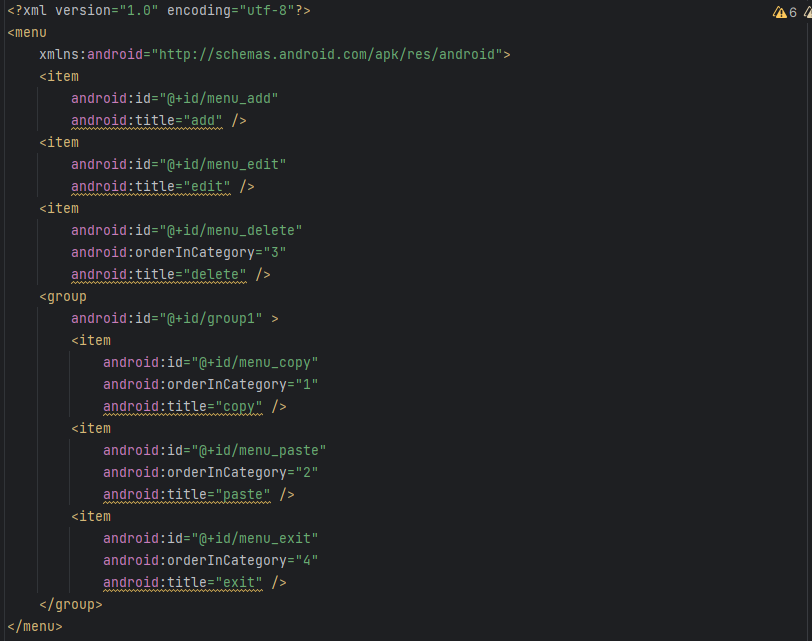 <?xml version="1.0" encoding="utf-8"?>
6
<menu
xmlns:android="http://schemas.android.com/apk/res/android">
<item
android:id="@+id/menu_add"
android:title="add" />
<item
android:id="@+id/menu_edit"
android:title="edit" />
<item
android:id="@+id/menu_delete"
android:orderInCategory="3"
android:title="delete" />
<group
android:id="@+id/group1" >
<item
android:id="@+id/menu_copy"
android:orderInCategory="1"
android:title="copy" />
<item
android:id="@+id/menu_paste"
android:orderInCategory="2"
android:title="paste" />
<item
android:id="@+id/menu_exit"
android:orderInCategory="4"
android:title="exit" />
</group>
</menu>